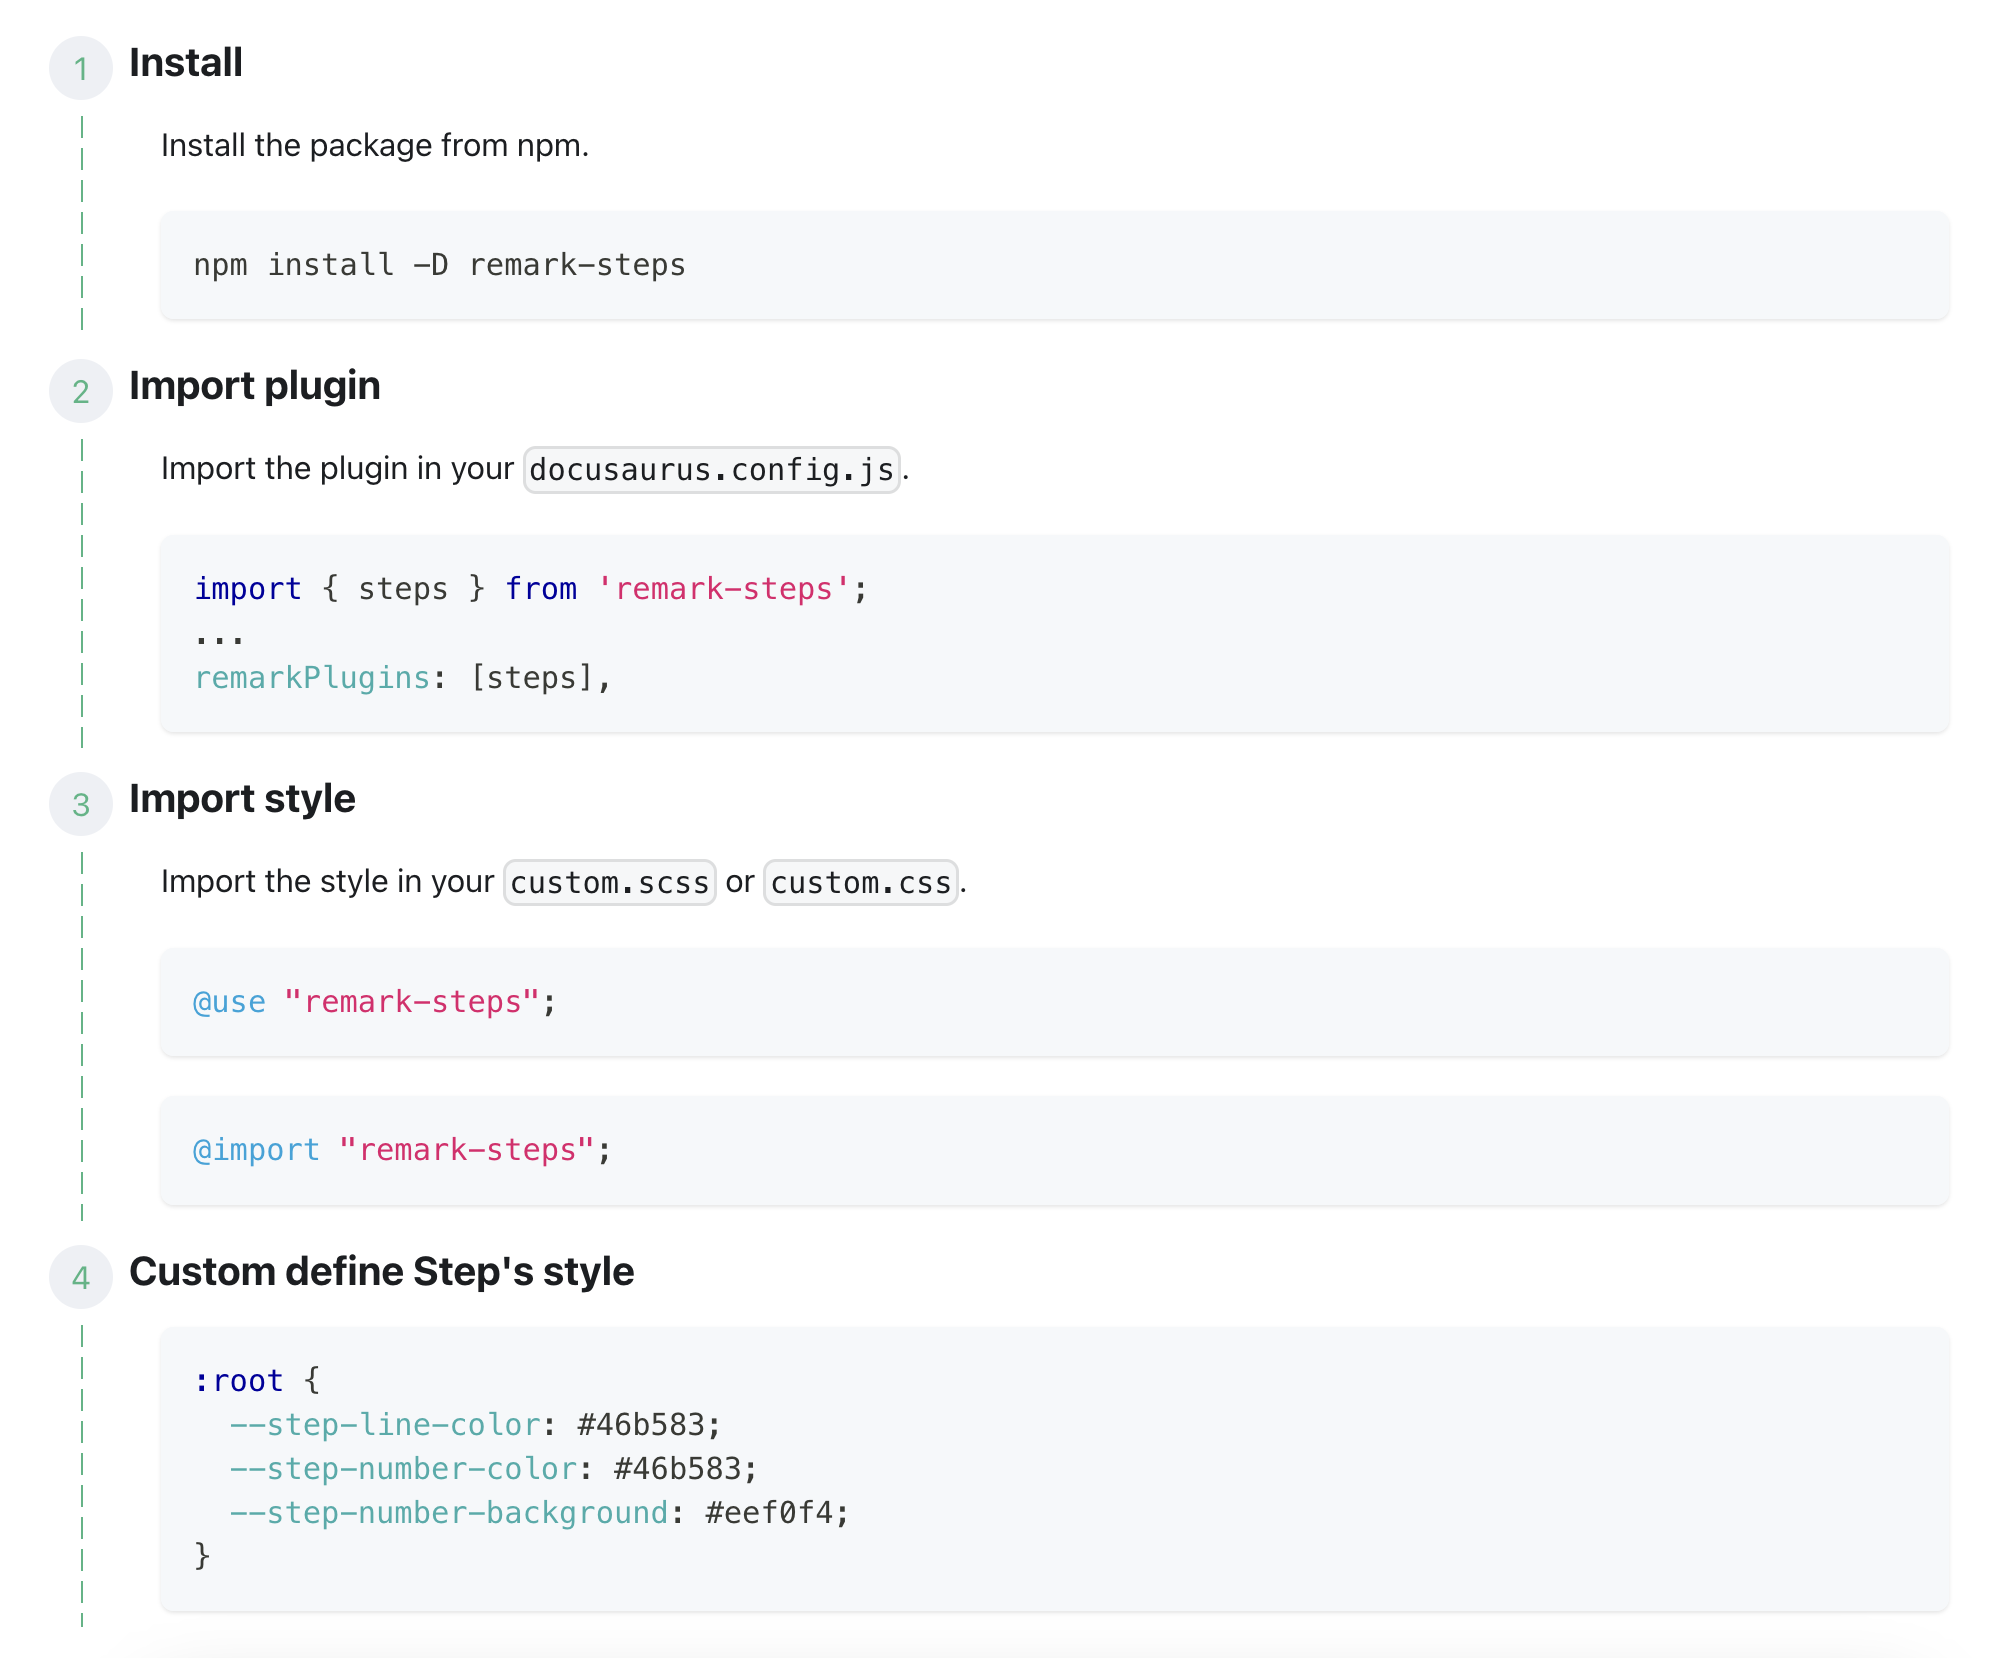 1 Install
Install the package from npm.
npm install -D remark-steps
2 Import plugin
Import the plugin in your docusaurus.config.js.
import { steps } from 'remark-steps';
...
remarkPlugins: [steps],
3 Import style
Import the style in your custom.scss or custom.css.
@use "remark-steps";
@import "remark-steps";
4 Custom define Step's style
:root {
  --step-line-color: #46b583;
  --step-number-color: #46b583;
  --step-number-background: #eef0f4;
}